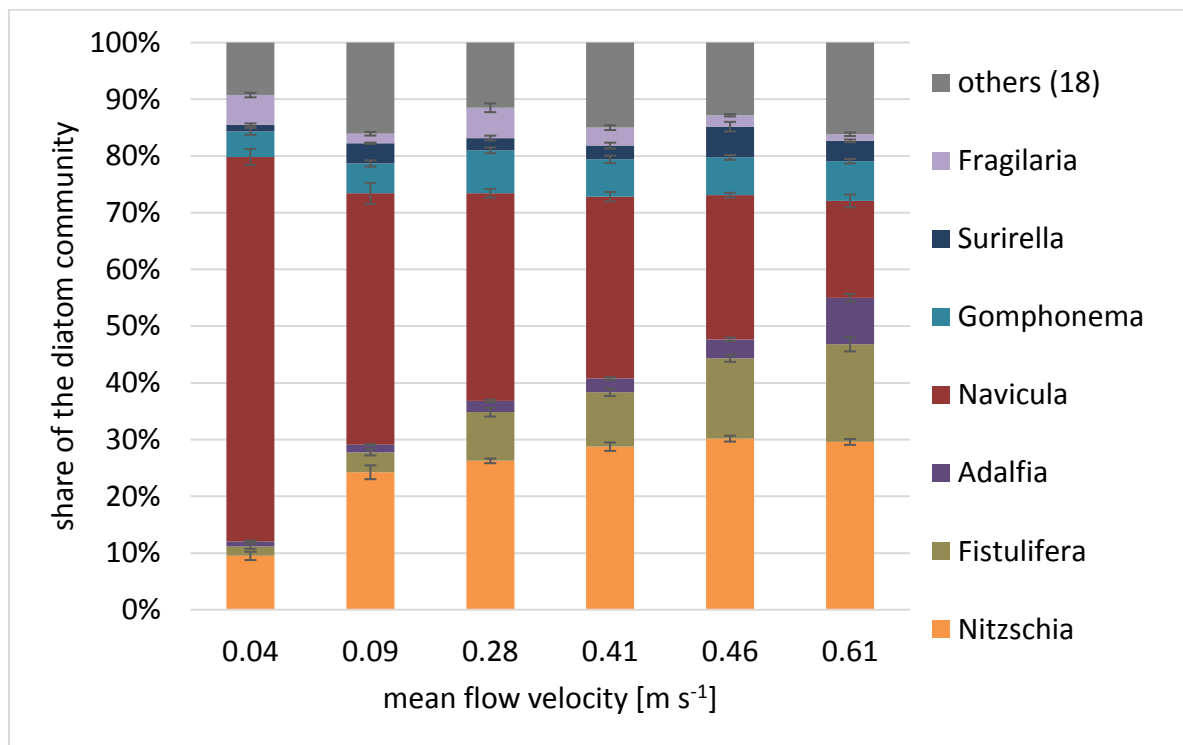 100%
90%
80%
70%
60%
50%
40%
30%
20%
10%
0%
share of the diatom community
0.04 0.09 0.28 0.41 0.46 0.61
mean flow velocity [m s-1]
others (18)
Fragilaria
Surirella
Gomphonema
Navicula
Adalfia
Fistulifera
Nitzschia